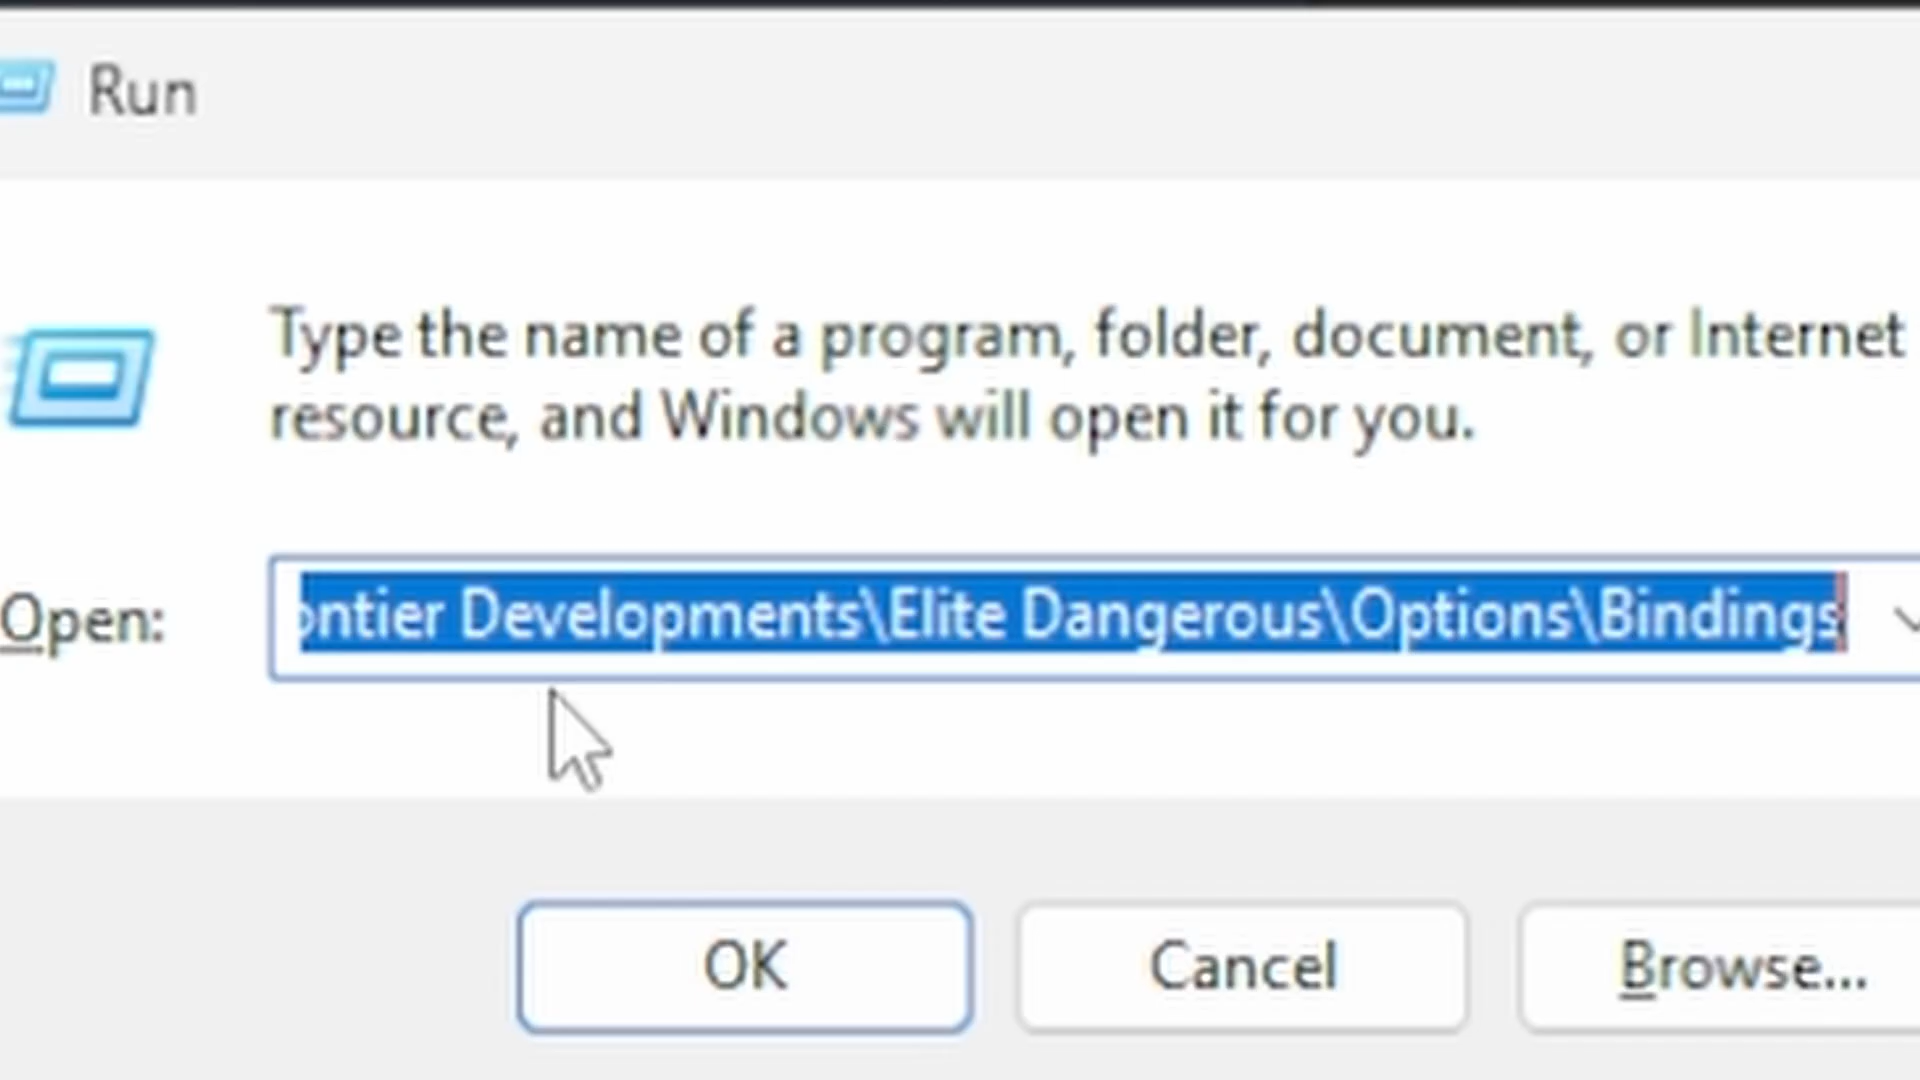 Run
Type the name of a program, folder, document, or Internet
resource, and Windows will open it for you.
Open:
ontier Developments\Elite Dangerous\Options\Bindings
OK
Cancel
Browse...